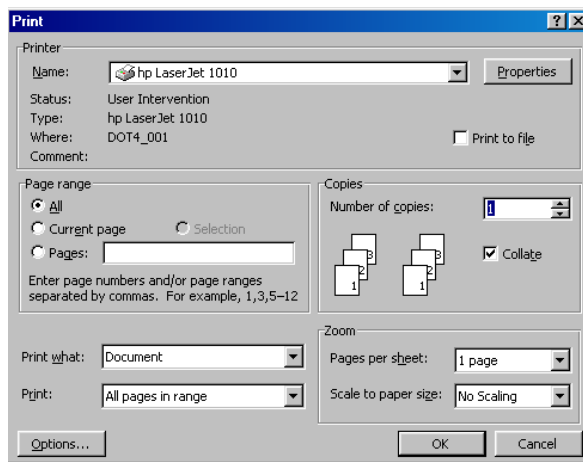 Print
Printer
Name: hp LaserJet 1010 Properties
Status: User Intervention
Type: hp LaserJet 1010
Where: DOT4_001 Print to file
Comment:
Page range
All
Current page Selection
Pages:
Enter page numbers and/or page ranges
separated by commas. For example, 1,3,5–12
Copies
Number of copies: 1
3 3
2 2
1 1
Collate
Print what: Document
Print: All pages in range
Zoom
Pages per sheet: 1 page
Scale to paper size: No Scaling
Options... OK Cancel